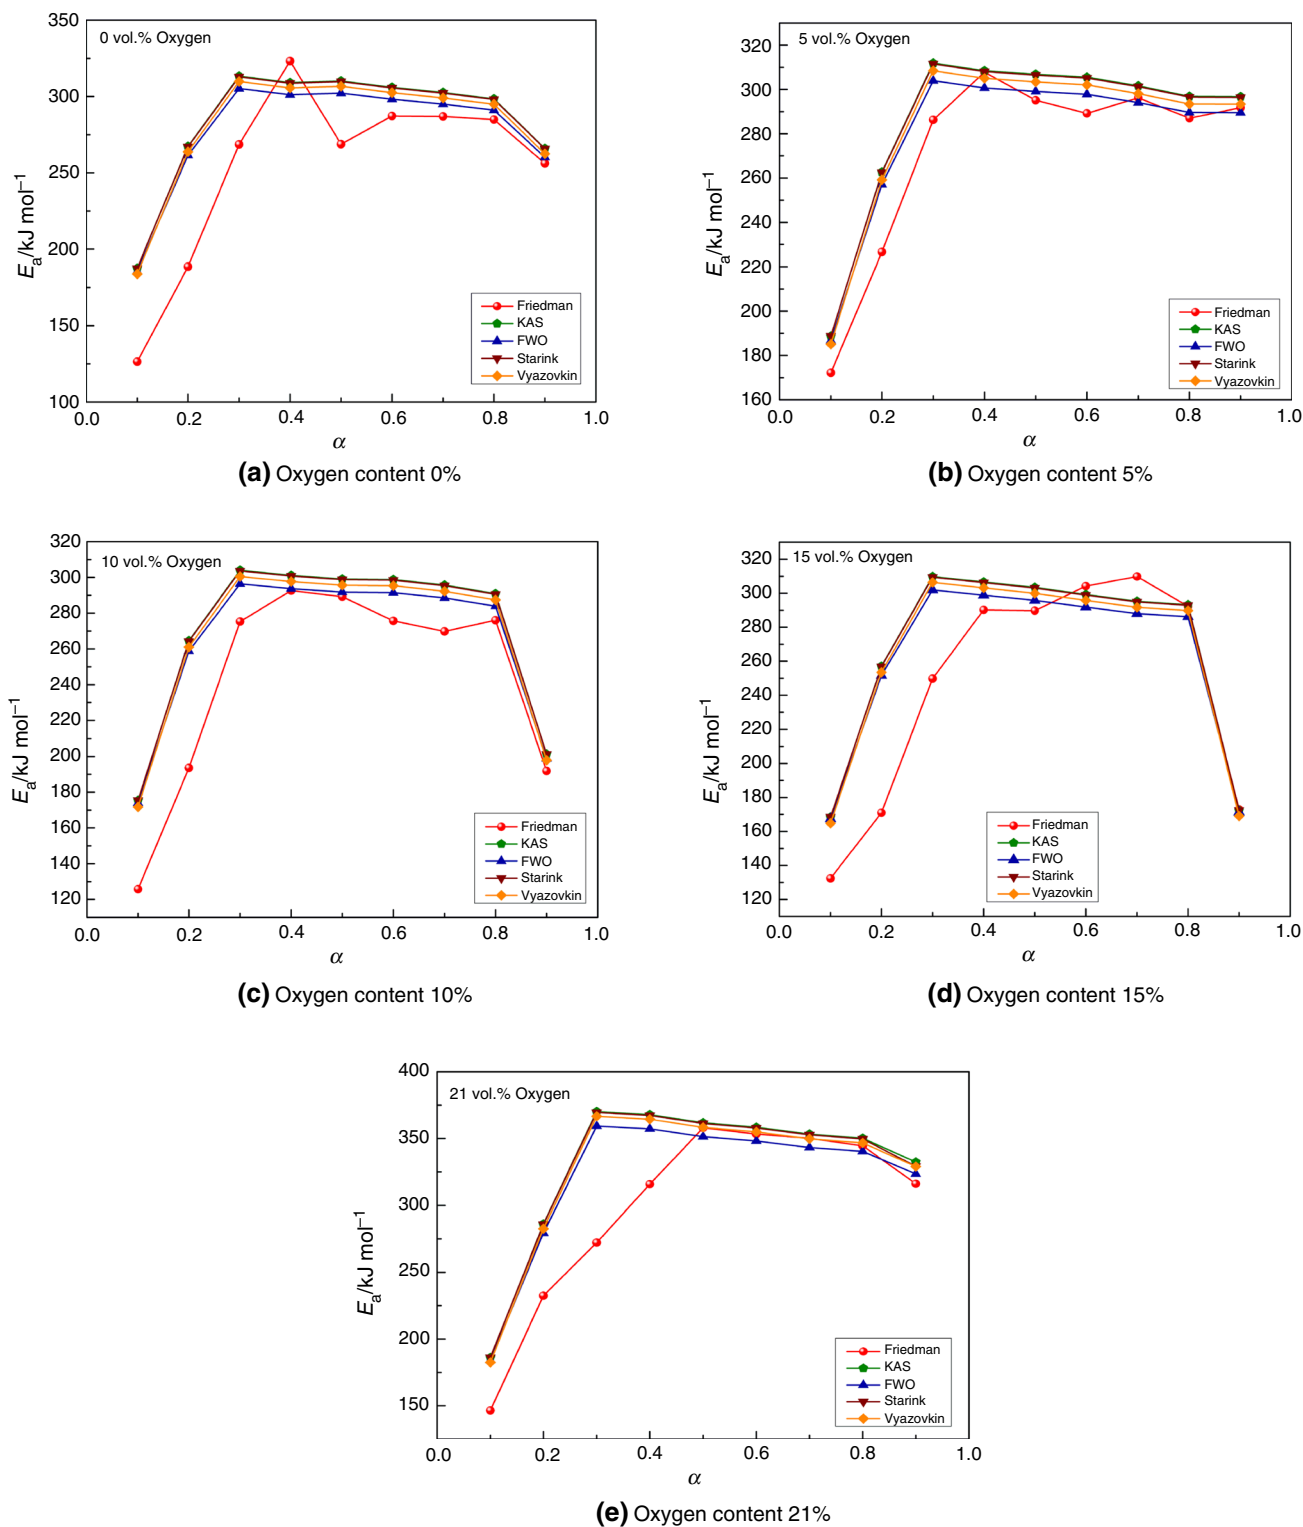 0 vol.% Oxygen
350
300
250
200
150
100
Eₐ/kJ mol⁻¹
Friedman
KAS
FWO
Starink
Vyazovkin
0.0 0.2 0.4 0.6 0.8 1.0
α
(a) Oxygen content 0%
5 vol.% Oxygen
320
300
280
260
240
220
200
180
160
Eₐ/kJ mol⁻¹
Friedman
KAS
FWO
Starink
Vyazovkin
0.0 0.2 0.4 0.6 0.8 1.0
α
(b) Oxygen content 5%
10 vol.% Oxygen
320
300
280
260
240
220
200
180
160
140
120
Eₐ/kJ mol⁻¹
Friedman
KAS
FWO
Starink
Vyazovkin
0.0 0.2 0.4 0.6 0.8 1.0
α
(c) Oxygen content 10%
15 vol.% Oxygen
320
300
280
260
240
220
200
180
160
140
120
Eₐ/kJ mol⁻¹
Friedman
KAS
FWO
Starink
Vyazovkin
0.0 0.2 0.4 0.6 0.8 1.0
α
(d) Oxygen content 15%
21 vol.% Oxygen
400
350
300
250
200
150
Eₐ/kJ mol⁻¹
Friedman
KAS
FWO
Starink
Vyazovkin
0.0 0.2 0.4 0.6 0.8 1.0
α
(e) Oxygen content 21%